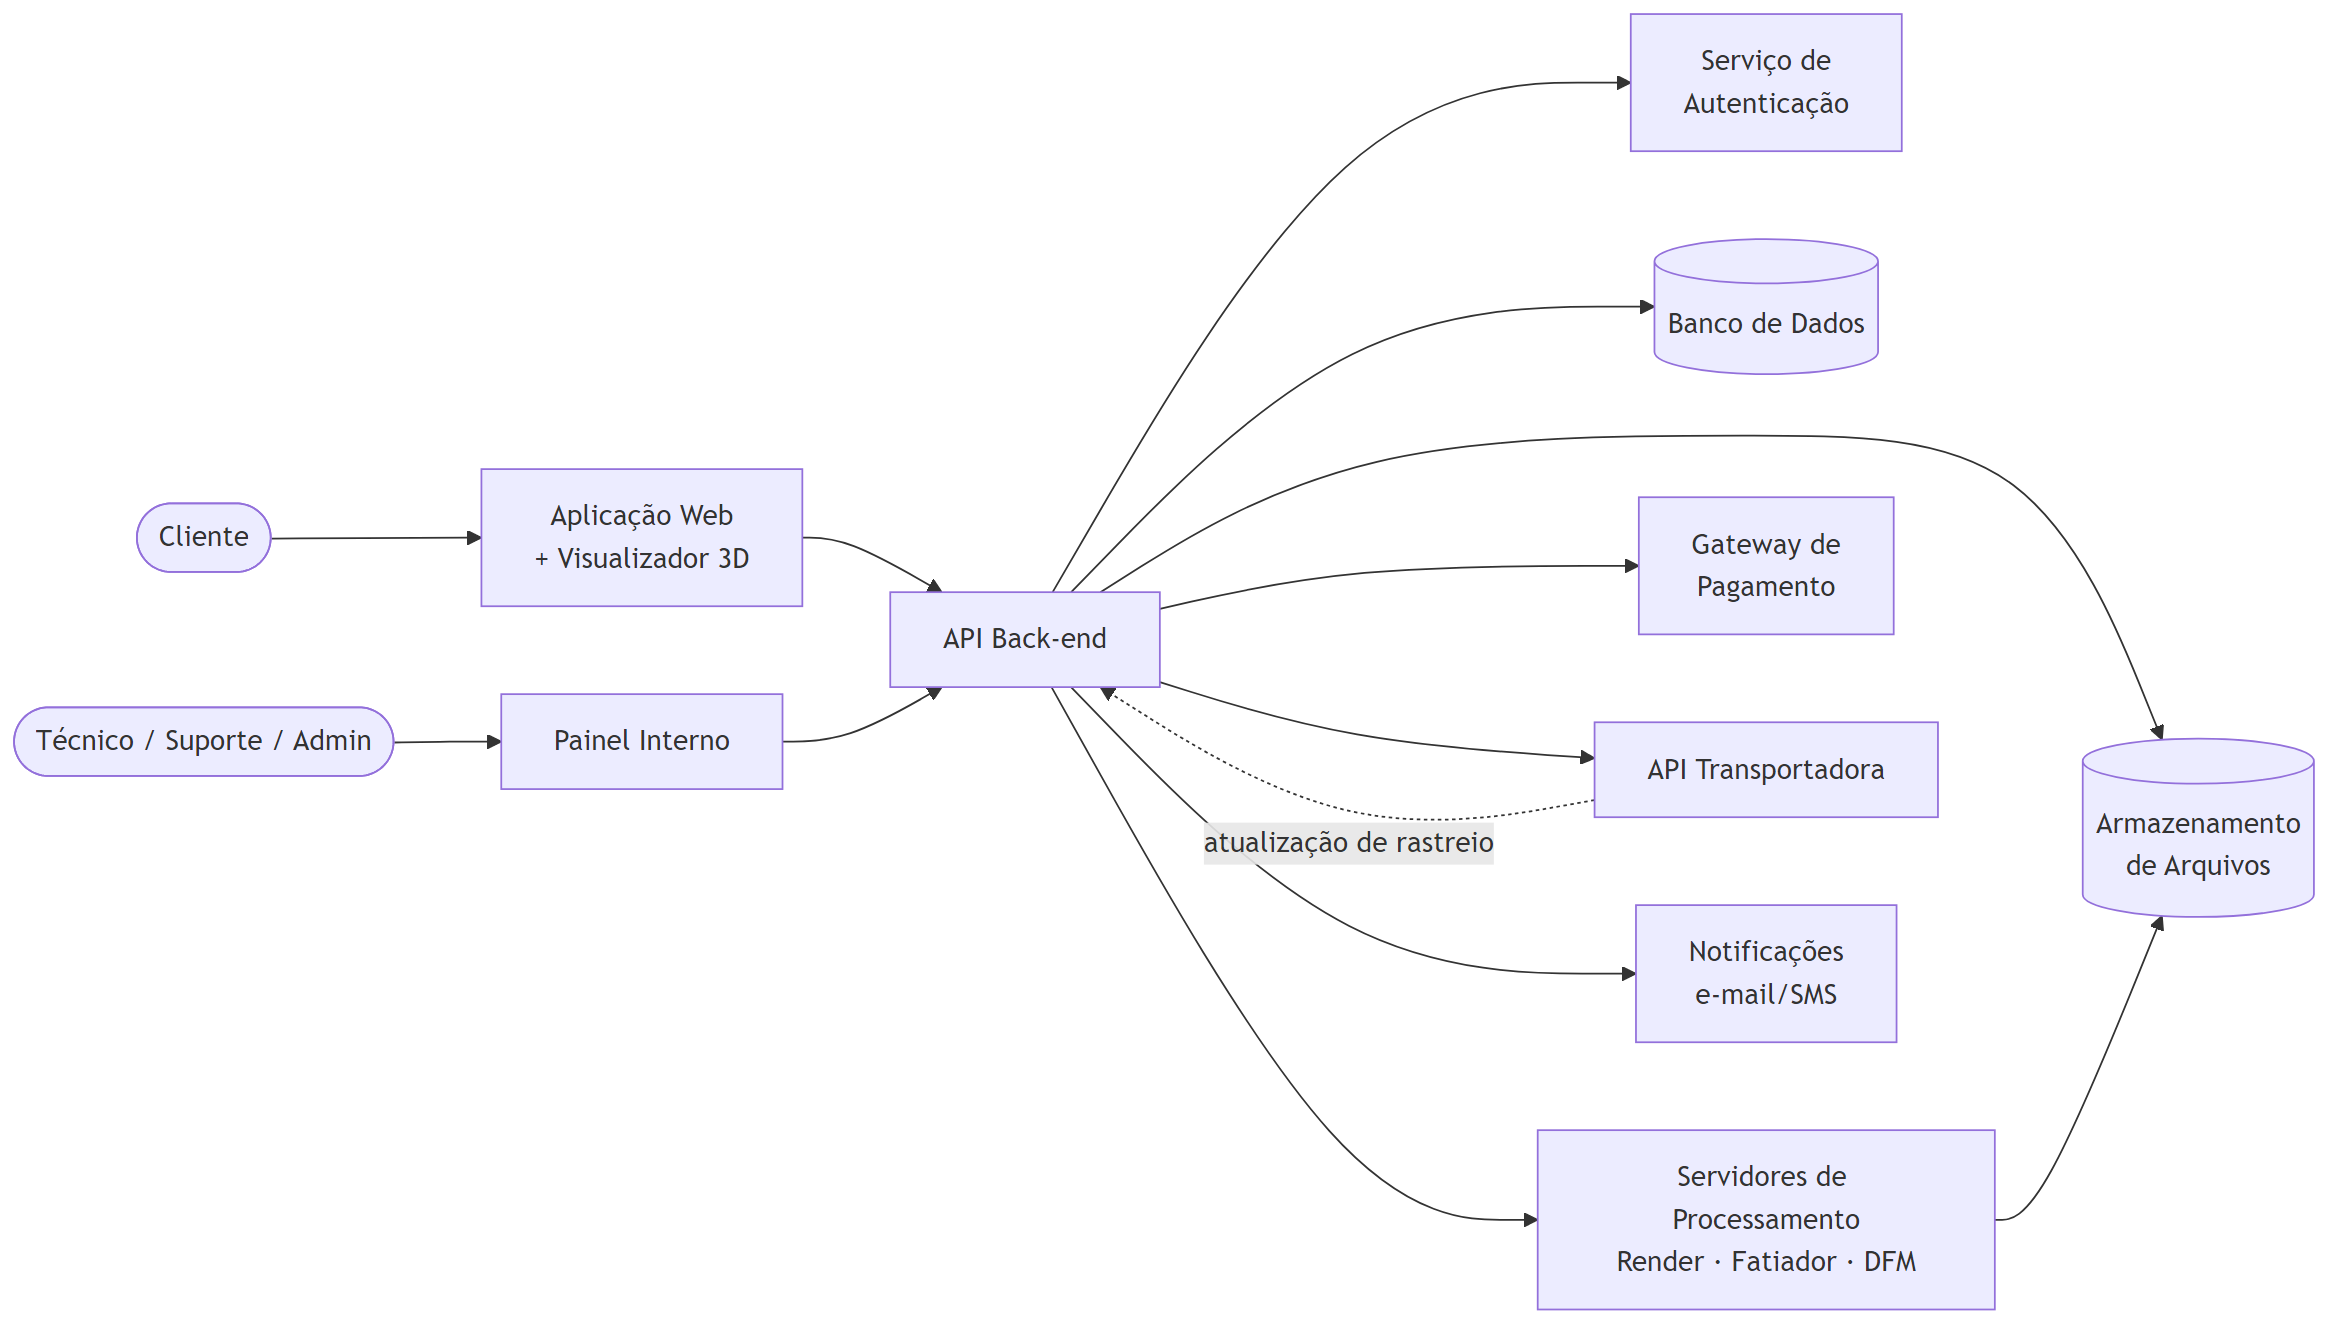 Cliente
Técnico / Suporte / Admin
Aplicação Web
+ Visualizador 3D
Painel Interno
API Back-end
atualização de rastreio
Serviço de
Autenticação
Banco de Dados
Gateway de
Pagamento
API Transportadora
Notificações
e-mail/SMS
Servidores de
Processamento
Render · Fatiador · DFM
Armazenamento
de Arquivos